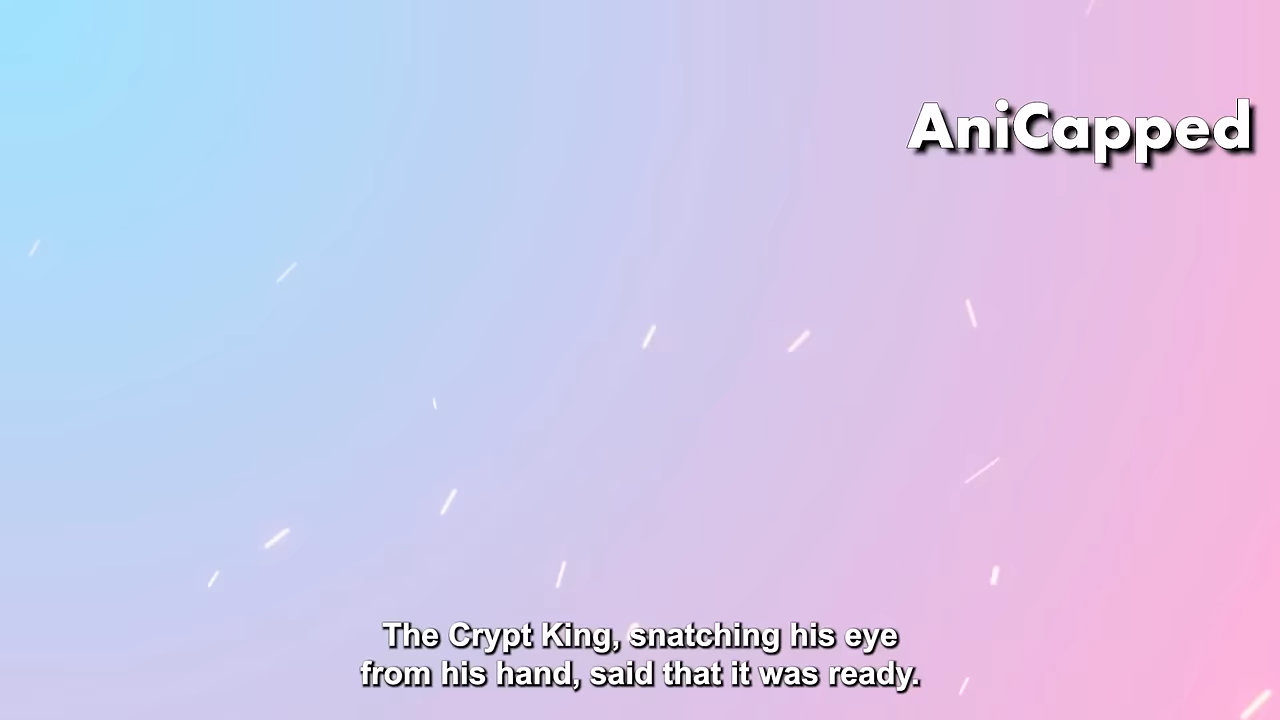 AniCapped
The Crypt King, snatching his eye
from his hand, said that it was ready.